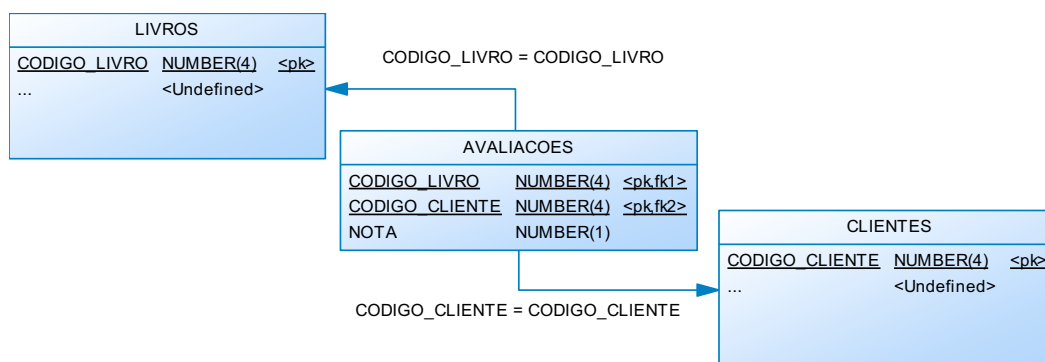 LIVROS
CODIGO_LIVRO NUMBER(4) <pk>
... <Undefined>
CODIGO_LIVRO = CODIGO_LIVRO
AVALIACOES
CODIGO_LIVRO NUMBER(4) <pk,fk1>
CODIGO_CLIENTE NUMBER(4) <pk,fk2>
NOTA NUMBER(1)
CLIENTES
CODIGO_CLIENTE NUMBER(4) <pk>
... <Undefined>
CODIGO_CLIENTE = CODIGO_CLIENTE